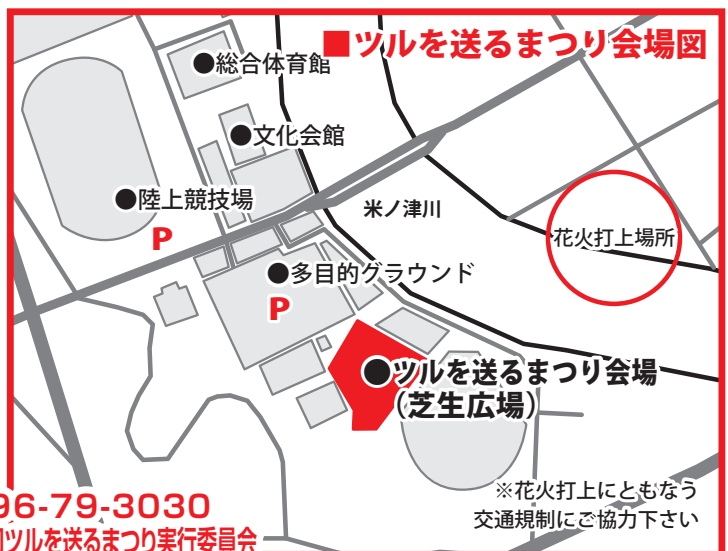 ■ツルを送るまつり会場図
●総合体育館
●文化会館
●陸上競技場
P
米ノ津川
花火打上場所
●多目的グラウンド
P
●ツルを送るまつり会場
(芝生広場)
※花火打上にともなう
交通規制にご協力下さい
96-79-3030
ツルを送るまつり実行委員会